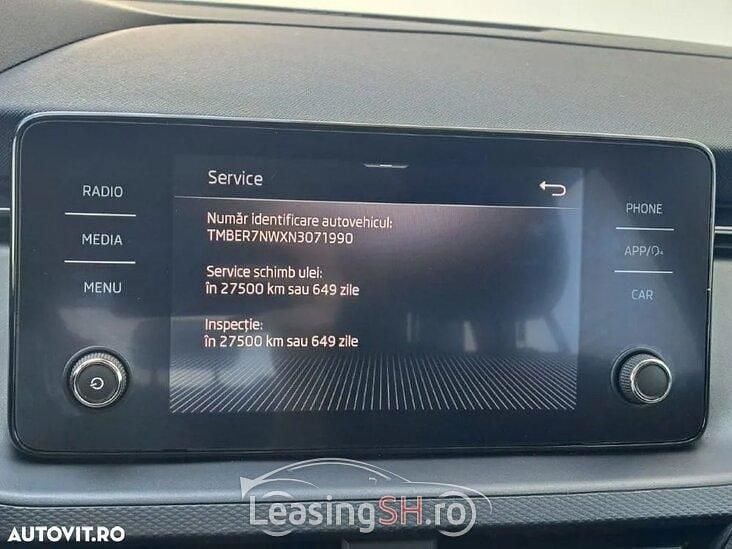 Service
RADIO
MEDIA
MENU
PHONE
APP/
CAR
Număr identificare autovehicul:
TMBER7NWXN3071990
Service schimb ulei:
în 27500 km sau 649 zile
Inspecție:
în 27500 km sau 649 zile
LeasingSH.ro
AUTOVIT.RO